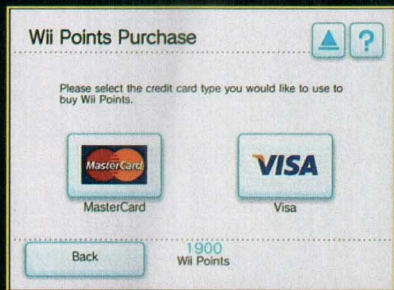 Wii Points Purchase
?
Please select the credit card type you would like to use to
buy Wii Points.
MasterCard
VISA
MasterCard
Visa
Back
1900
Wii Points